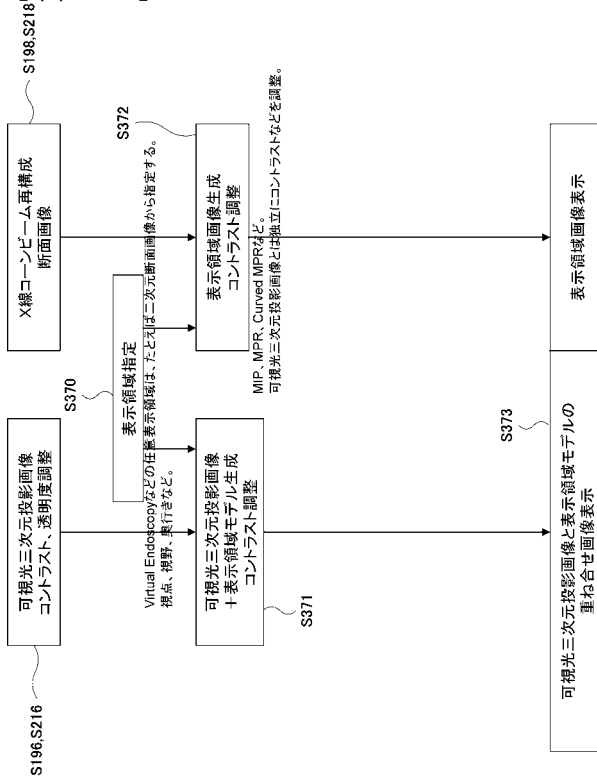 S196,S216
可視光三次元投影画像
コントラスト、透明度調整
X線コーンビーム再構成
断面画像
S198,S218
S370
表示領域指定
Virtual Endoscopyなどの任意表示領域は、たとえば二次元断面画像から指定する。
視点、視野、奥行きなど。
可視光三次元投影画像
＋表示領域モデル生成
コントラスト調整
S371
表示領域画像生成
コントラスト調整
S372
MIP、MPR、Curved MPRなど。
可視光三次元投影画像とは独立にコントラストなどを調整。
S373
可視光三次元投影画像と表示領域モデルの
重ね合せ画像表示
表示領域画像表示